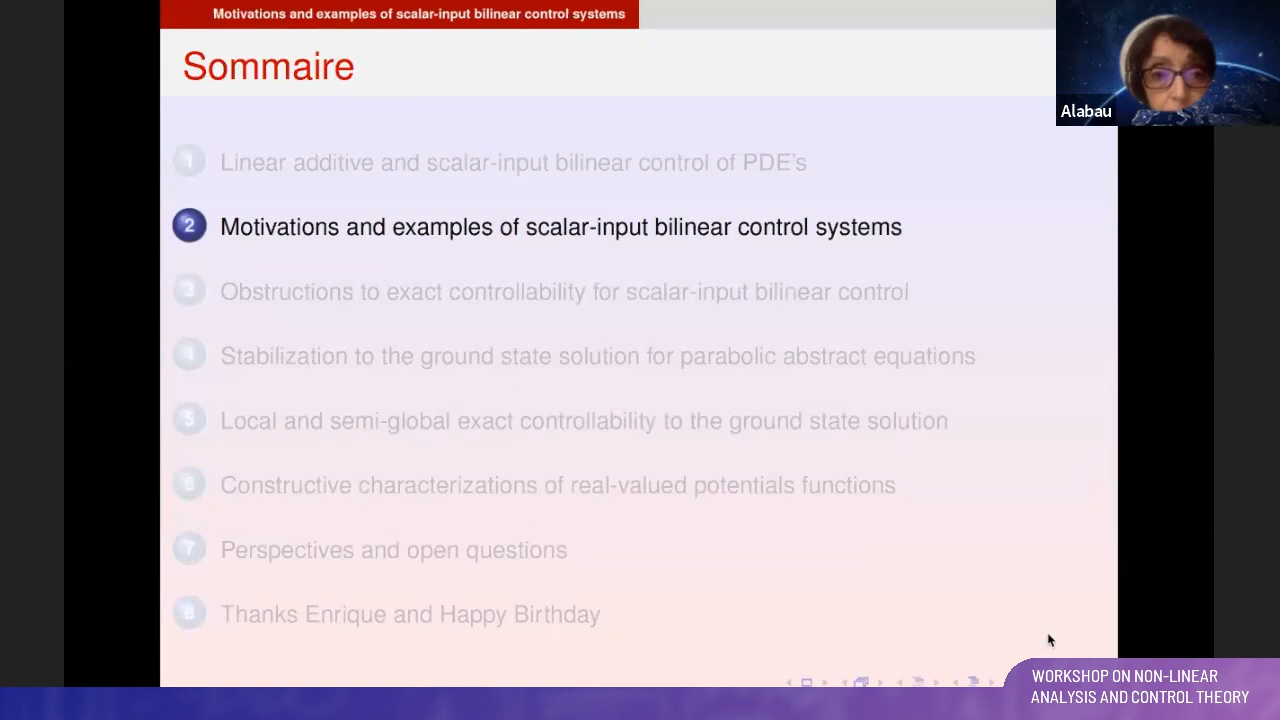 Motivations and examples of scalar-input bilinear control systems
Sommaire
Alabau
1 Linear additive and scalar-input bilinear control of PDE's
2 Motivations and examples of scalar-input bilinear control systems
3 Obstructions to exact controllability for scalar-input bilinear control
4 Stabilization to the ground state solution for parabolic abstract equations
5 Local and semi-global exact controllability to the ground state solution
6 Constructive characterizations of real-valued potentials functions
7 Perspectives and open questions
8 Thanks Enrique and Happy Birthday
WORKSHOP ON NON-LINEAR
ANALYSIS AND CONTROL THEORY